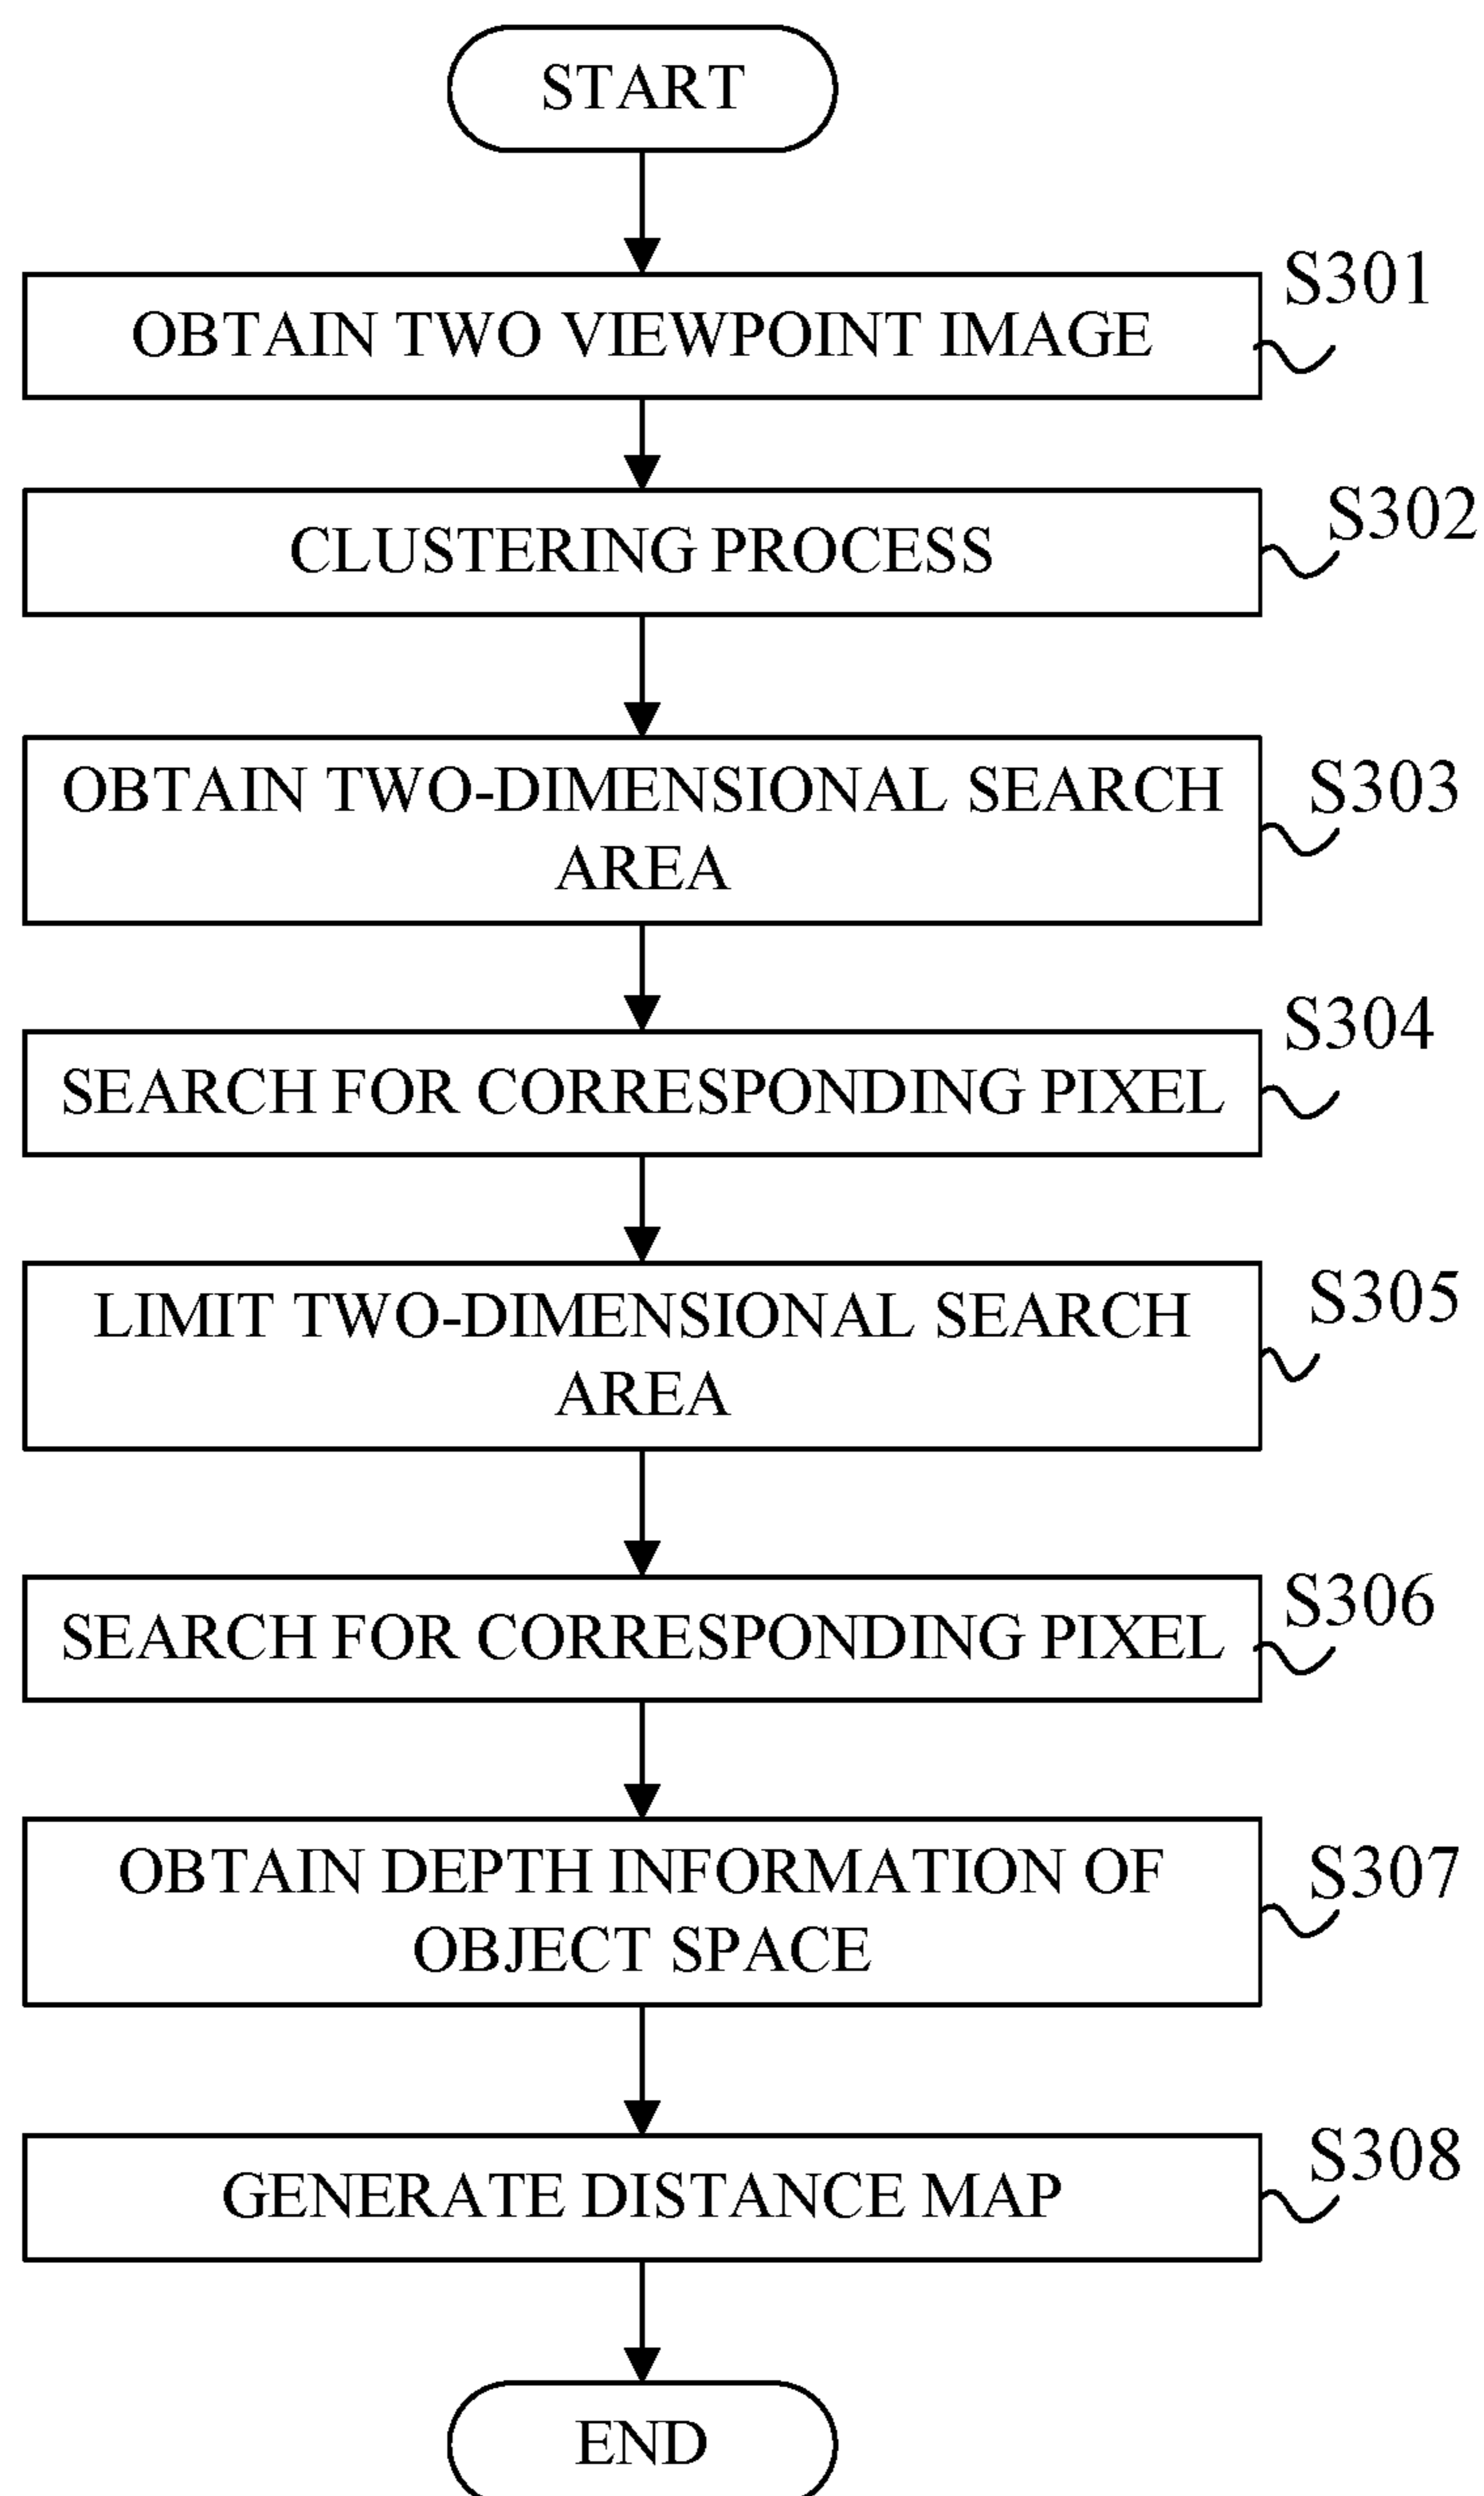 START
S301
OBTAIN TWO VIEWPOINT IMAGE
S302
CLUSTERING PROCESS
S303
OBTAIN TWO-DIMENSIONAL SEARCH
AREA
S304
SEARCH FOR CORRESPONDING PIXEL
S305
LIMIT TWO-DIMENSIONAL SEARCH
AREA
S306
SEARCH FOR CORRESPONDING PIXEL
S307
OBTAIN DEPTH INFORMATION OF
OBJECT SPACE
S308
GENERATE DISTANCE MAP
END